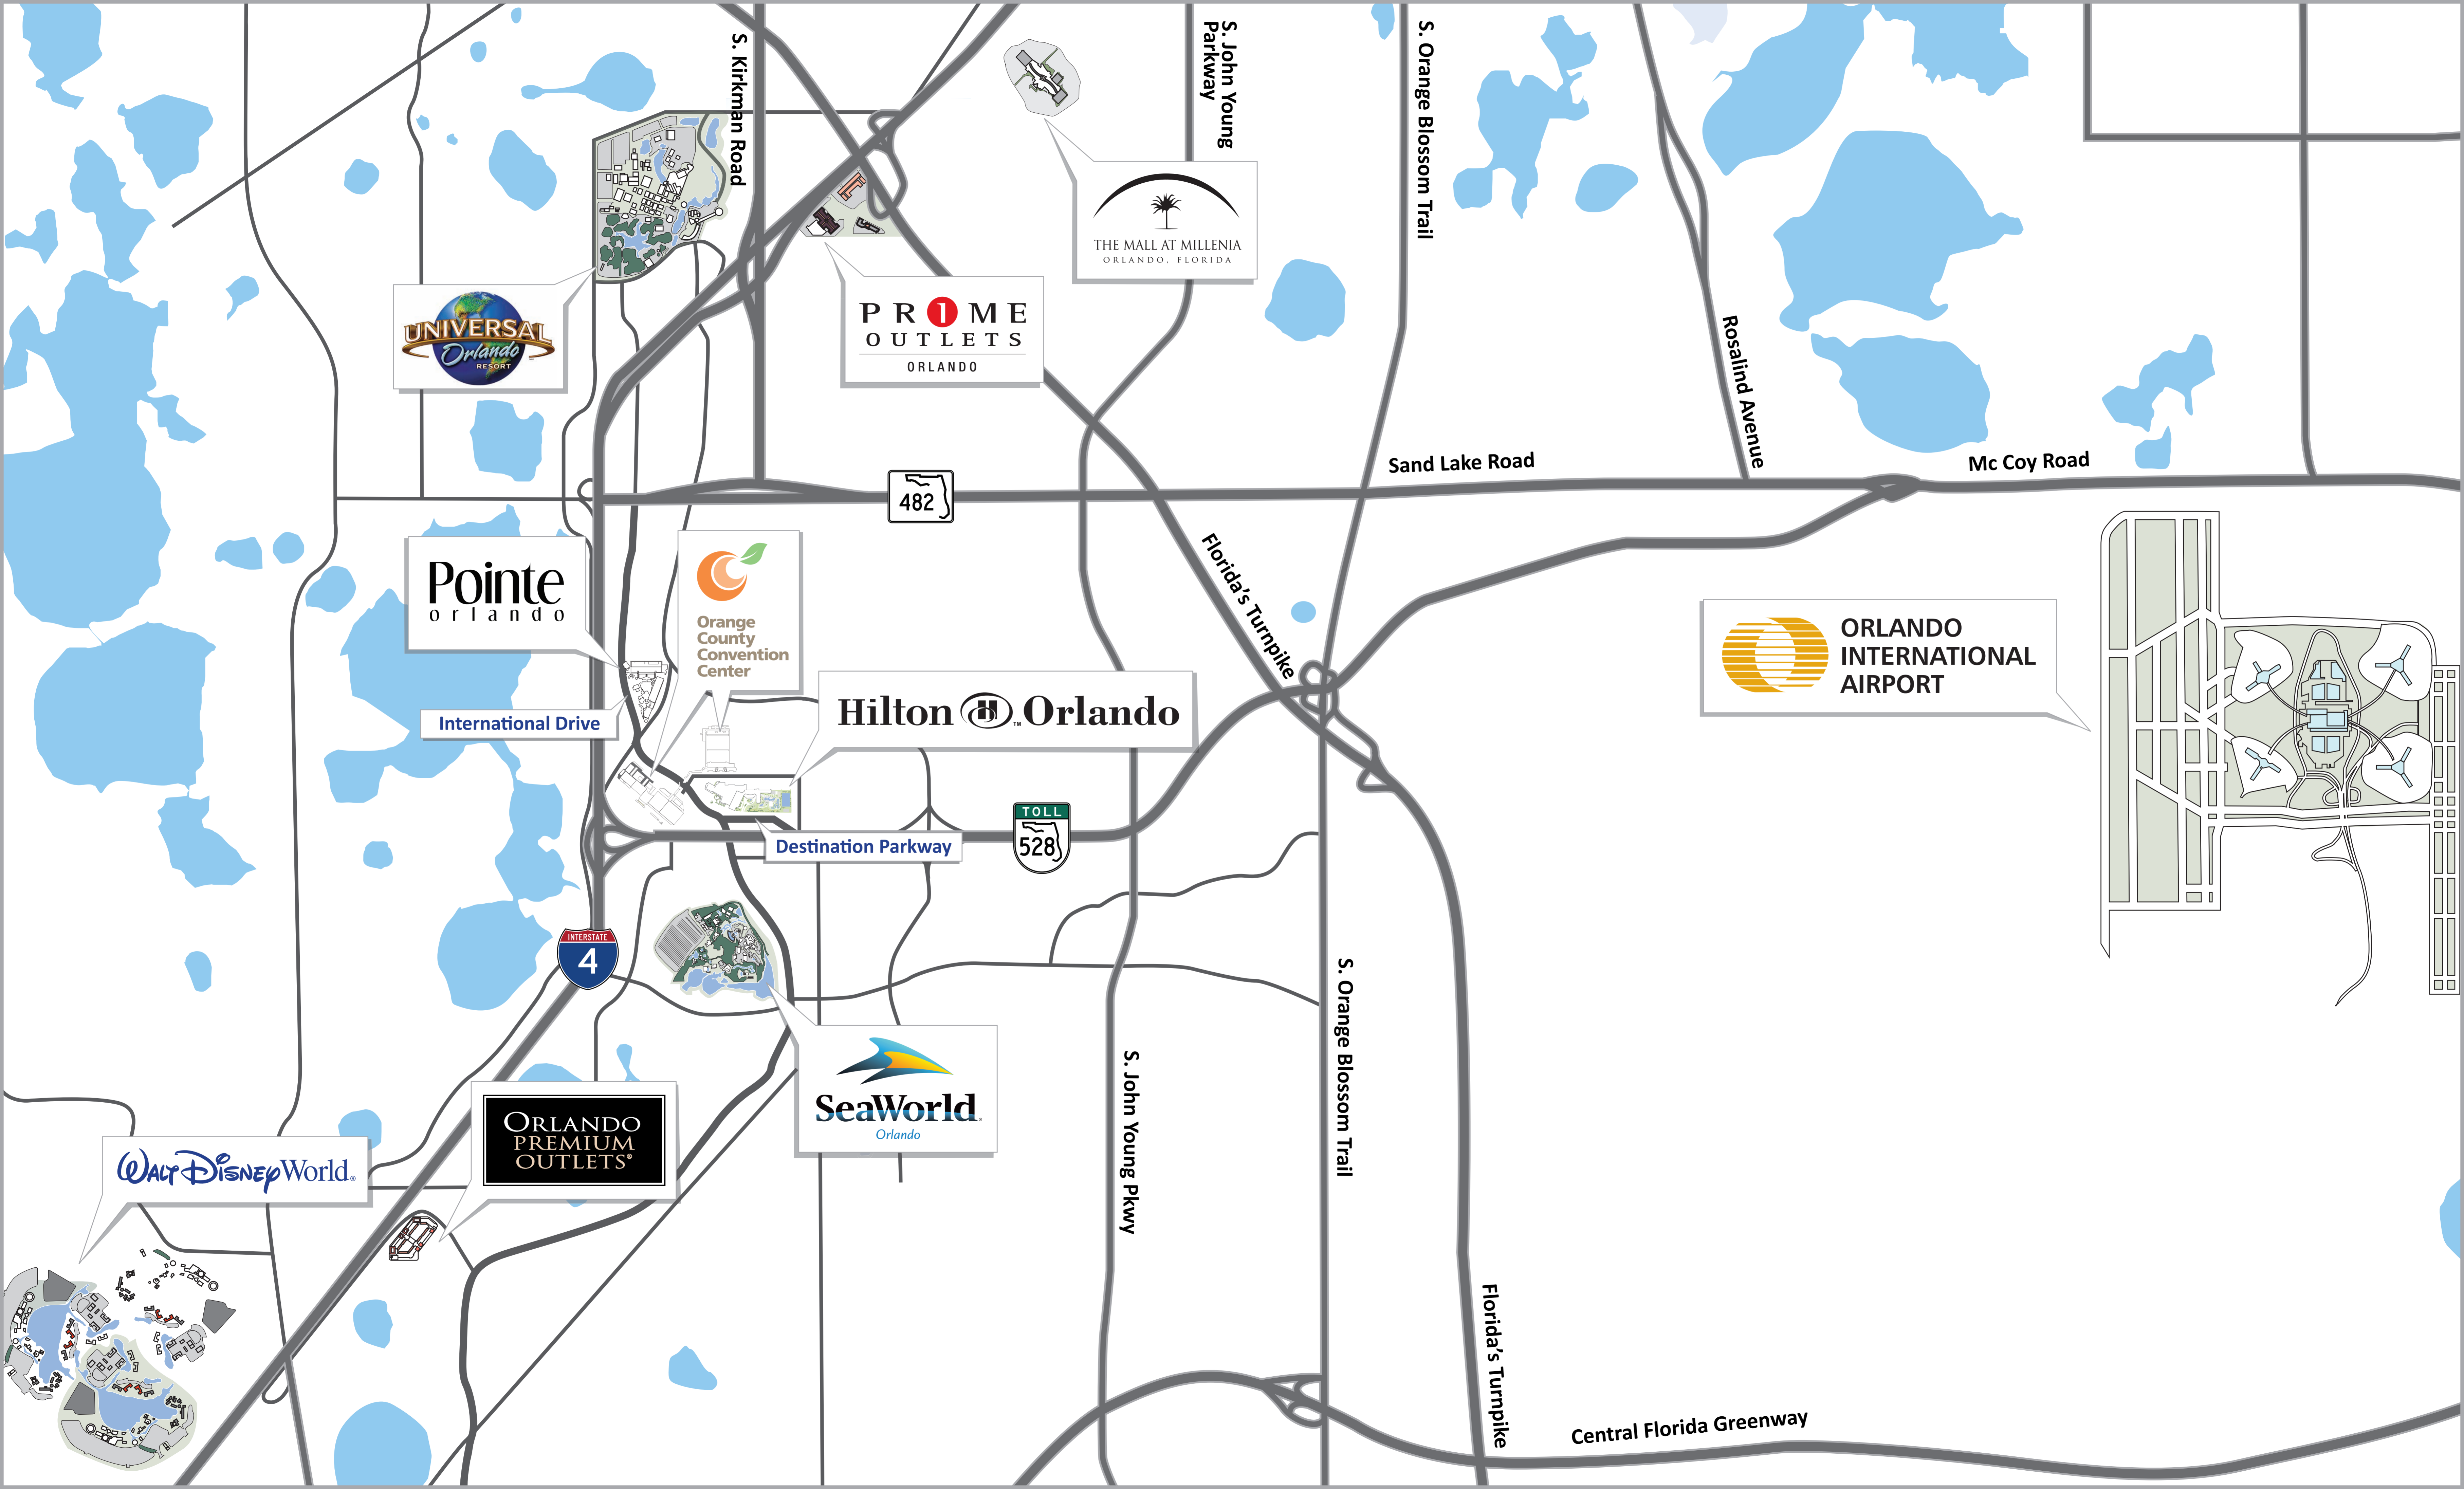 S. Kirkman Road
S. John Young
Parkway
S. Orange Blossom Trail
THE MALL AT MILLENIA
ORLANDO, FLORIDA
UNIVERSAL
Orlando
RESORT
PR1ME
OUTLETS
ORLANDO
Rosalind Avenue
Sand Lake Road
Mc Coy Road
482
Florida's Turnpike
Pointe
orlando
Orange
County
Convention
Center
International Drive
Hilton H™ Orlando
ORLANDO
INTERNATIONAL
AIRPORT
TOLL
528
Destination Parkway
INTERSTATE
4
SeaWorld®
Orlando
S. Orange Blossom Trail
S. John Young Pkwy
ORLANDO
PREMIUM
OUTLETS®
WALT DISNEY World®
Florida's Turnpike
Central Florida Greenway